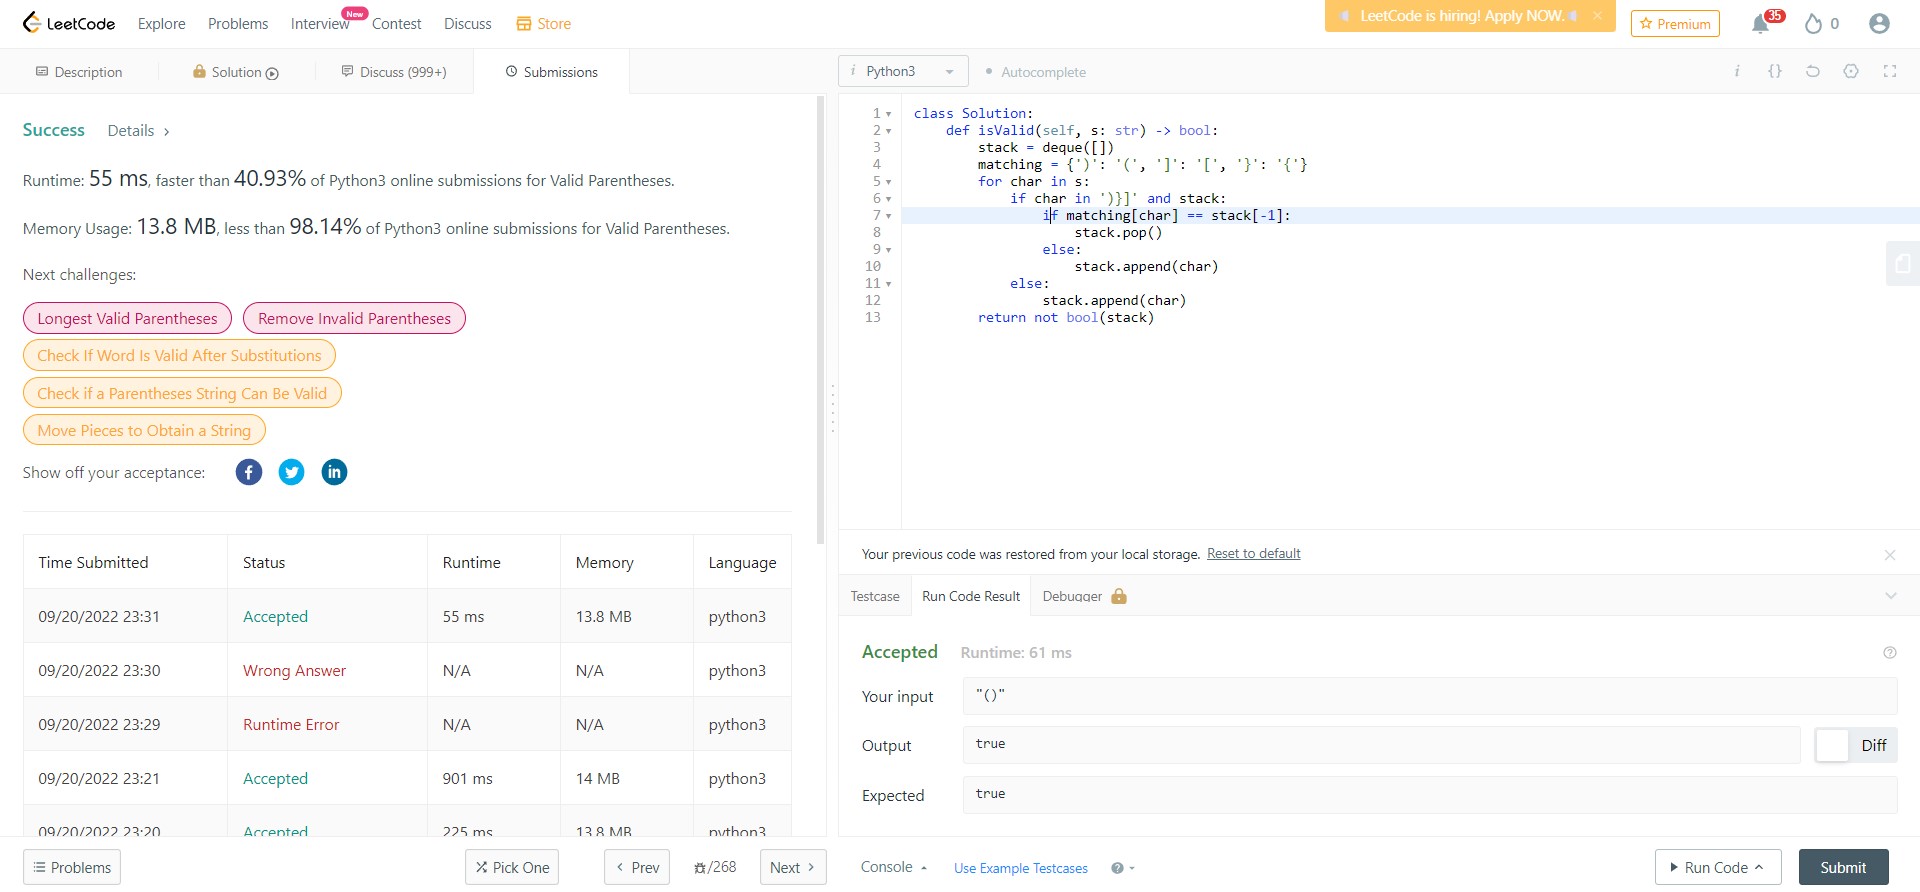 LeetCode Explore Problems Interview New Contest Discuss Store LeetCode is hiring! Apply NOW. Premium 35 0
Description Solution Discuss (999+) Submissions
Success Details
Runtime: 55 ms, faster than 40.93% of Python3 online submissions for Valid Parentheses.
Memory Usage: 13.8 MB, less than 98.14% of Python3 online submissions for Valid Parentheses.
Next challenges:
Longest Valid Parentheses Remove Invalid Parentheses
Check If Word Is Valid After Substitutions
Check if a Parentheses String Can Be Valid
Move Pieces to Obtain a String
Show off your acceptance:
Time Submitted Status Runtime Memory Language
09/20/2022 23:31 Accepted 55 ms 13.8 MB python3
09/20/2022 23:30 Wrong Answer N/A N/A python3
09/20/2022 23:29 Runtime Error N/A N/A python3
09/20/2022 23:21 Accepted 901 ms 14 MB python3
09/20/2022 23:20 Accepted 225 ms 13.8 MB python3
Problems Pick One < Prev /268 Next >
i Python3 Autocomplete i {}
1 class Solution:
2 def isValid(self, s: str) -> bool:
3 stack = deque([])
4 matching = {')': '(', ']': '[', '}': '{'}
5 for char in s:
6 if char in ')}]' and stack:
7 if matching[char] == stack[-1]:
8 stack.pop()
9 else:
10 stack.append(char)
11 else:
12 stack.append(char)
13 return not bool(stack)
Your previous code was restored from your local storage. Reset to default
Testcase Run Code Result Debugger
Accepted Runtime: 61 ms
Your input "()"
Output true Diff
Expected true
Console Use Example Testcases Run Code Submit